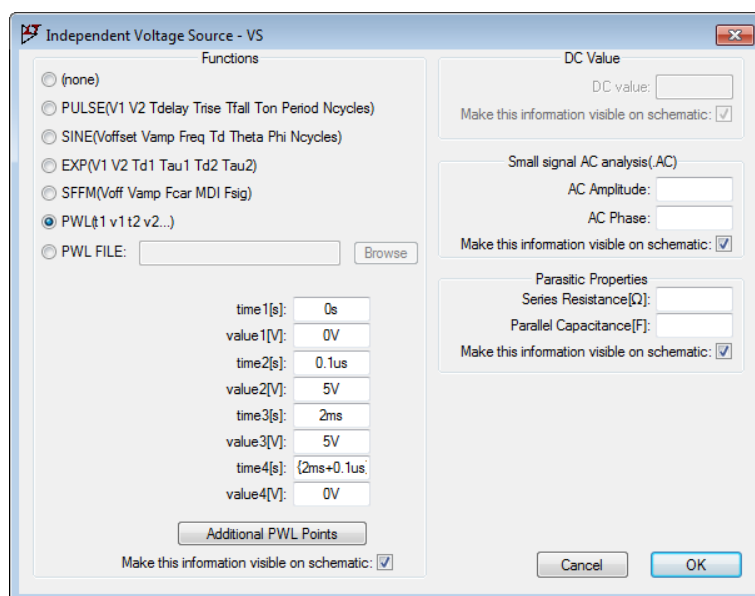 Independent Voltage Source - VS
Functions
(none)
PULSE(V1 V2 Tdelay Trise Tfall Ton Period Ncycles)
SINE(Voffset Vamp Freq Td Theta Phi Ncycles)
EXP(V1 V2 Td1 Tau1 Td2 Tau2)
SFFM(Voff Vamp Fcar MDI Fsig)
PWL(t1 v1 t2 v2...)
PWL FILE: Browse
time1[s]: 0s
value1[V]: 0V
time2[s]: 0.1us
value2[V]: 5V
time3[s]: 2ms
value3[V]: 5V
time4[s]: {2ms+0.1us
value4[V]: 0V
Additional PWL Points
Make this information visible on schematic:
DC Value
DC value:
Make this information visible on schematic:
Small signal AC analysis(.AC)
AC Amplitude:
AC Phase:
Make this information visible on schematic:
Parasitic Properties
Series Resistance[Ω]:
Parallel Capacitance[F]:
Make this information visible on schematic:
Cancel OK